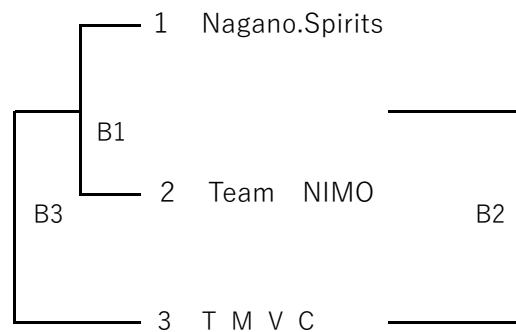 1 Nagano.Spirits
B1
2 Team NIMO
B3
B2
3 T M V C